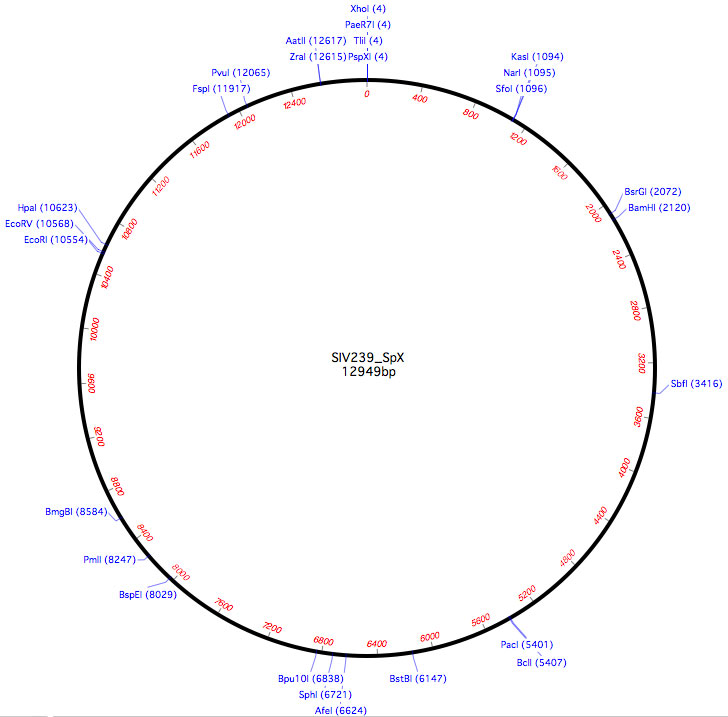 XhoI (4)
PaeR7I (4)
AatII (12617) TliI (4)
ZraI (12615) PspXI (4)
KasI (1094)
NarI (1095)
SfoI (1096)
PvuI (12065)
FspI (11917)
BsrGI (2072)
BamHI (2120)
HpaI (10623)
EcoRV (10568)
EcoRI (10554)
SbfI (3416)
BmgBI (8584)
PmlI (8247)
BspEI (8029)
PacI (5401)
BclI (5407)
Bpu10I (6838)
BstBI (6147)
SphI (6721)
AfeI (6624)
SIV239_SpX
12949bp
0
400
800
1200
1600
2000
2400
2800
3200
3600
4000
4400
4800
5200
5600
6000
6400
6800
7200
7600
8000
8400
8800
9200
9600
10000
10400
10800
11200
11600
12000
12400